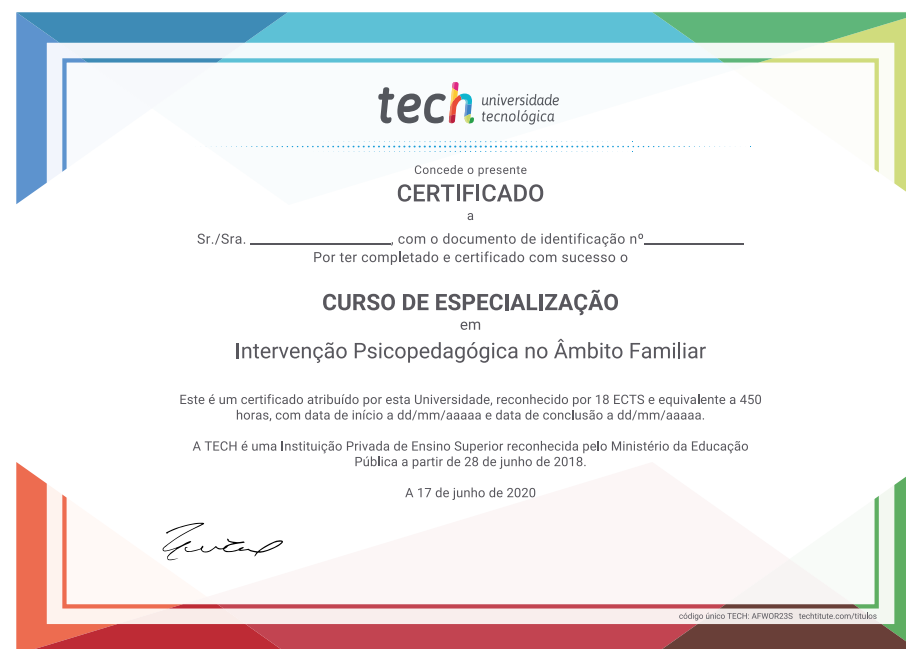 tech universidade
tecnológica
Concede o presente
CERTIFICADO
a
Sr./Sra. ____________________, com o documento de identificação nº______________
Por ter completado e certificado com sucesso o
CURSO DE ESPECIALIZAÇÃO
em
Intervenção Psicopedagógica no Âmbito Familiar
Este é um certificado atribuído por esta Universidade, reconhecido por 18 ECTS e equivalente a 450
horas, com data de início a dd/mm/aaaaa e data de conclusão a dd/mm/aaaaa.
A TECH é uma Instituição Privada de Ensino Superior reconhecida pelo Ministério da Educação
Pública a partir de 28 de junho de 2018.
A 17 de junho de 2020
código único TECH: AFWOR23S techtitute.com/titulos